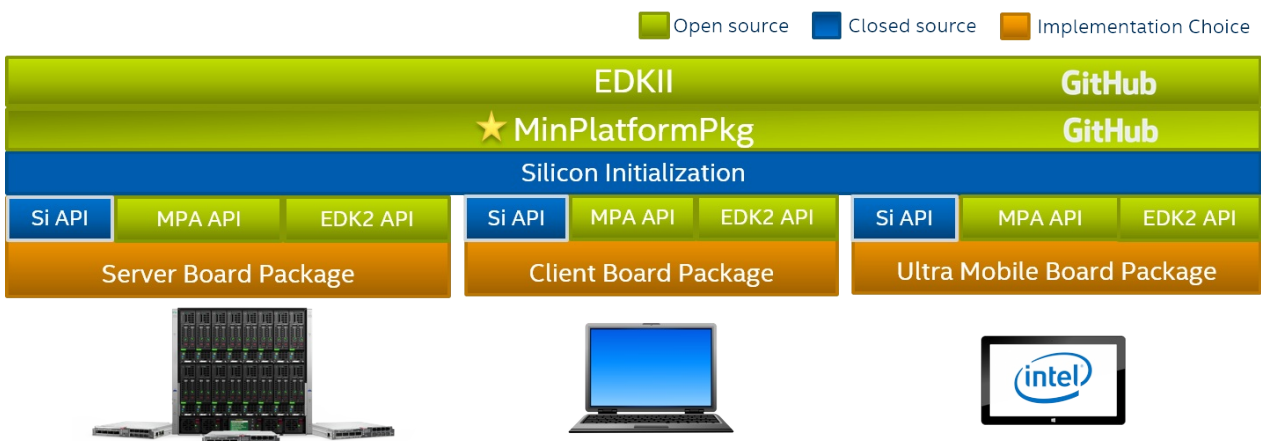 Open source Closed source Implementation Choice
EDKII GitHub
MinPlatformPkg GitHub
Silicon Initialization
Si API MPA API EDK2 API Si API MPA API EDK2 API Si API MPA API EDK2 API
Server Board Package Client Board Package Ultra Mobile Board Package
intel